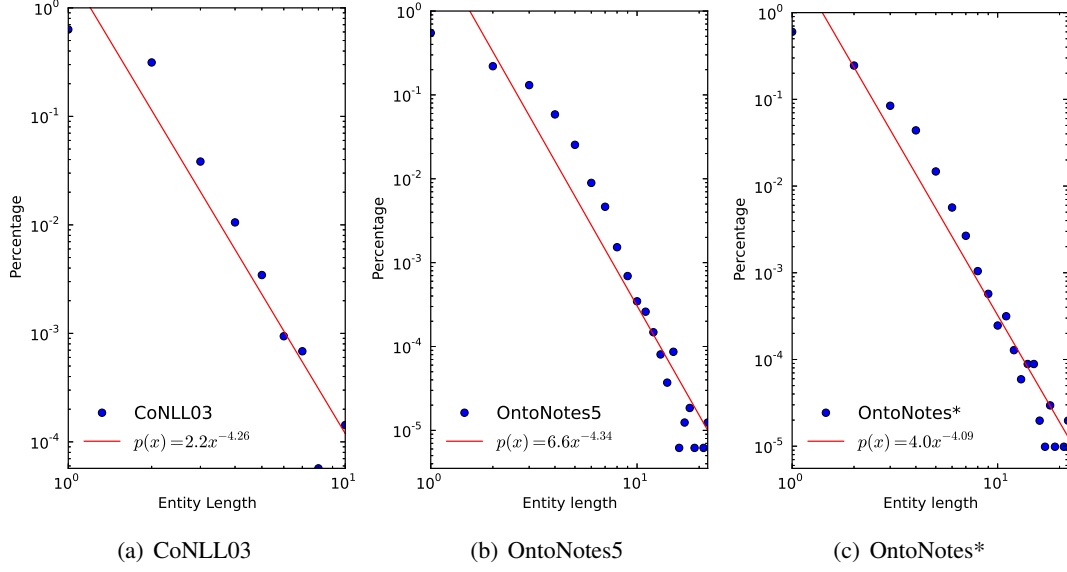 10^0
10^-1
10^-2
10^-3
10^-4
Percentage
CoNLL03
p(x)=2.2x^-4.26
10^0
10^1
Entity Length
(a) CoNLL03
10^0
10^-1
10^-2
10^-3
10^-4
10^-5
Percentage
OntoNotes5
p(x)=6.6x^-4.34
10^0
10^1
Entity length
(b) OntoNotes5
10^0
10^-1
10^-2
10^-3
10^-4
10^-5
Percentage
OntoNotes*
p(x)=4.0x^-4.09
10^0
10^1
Entity length
(c) OntoNotes*